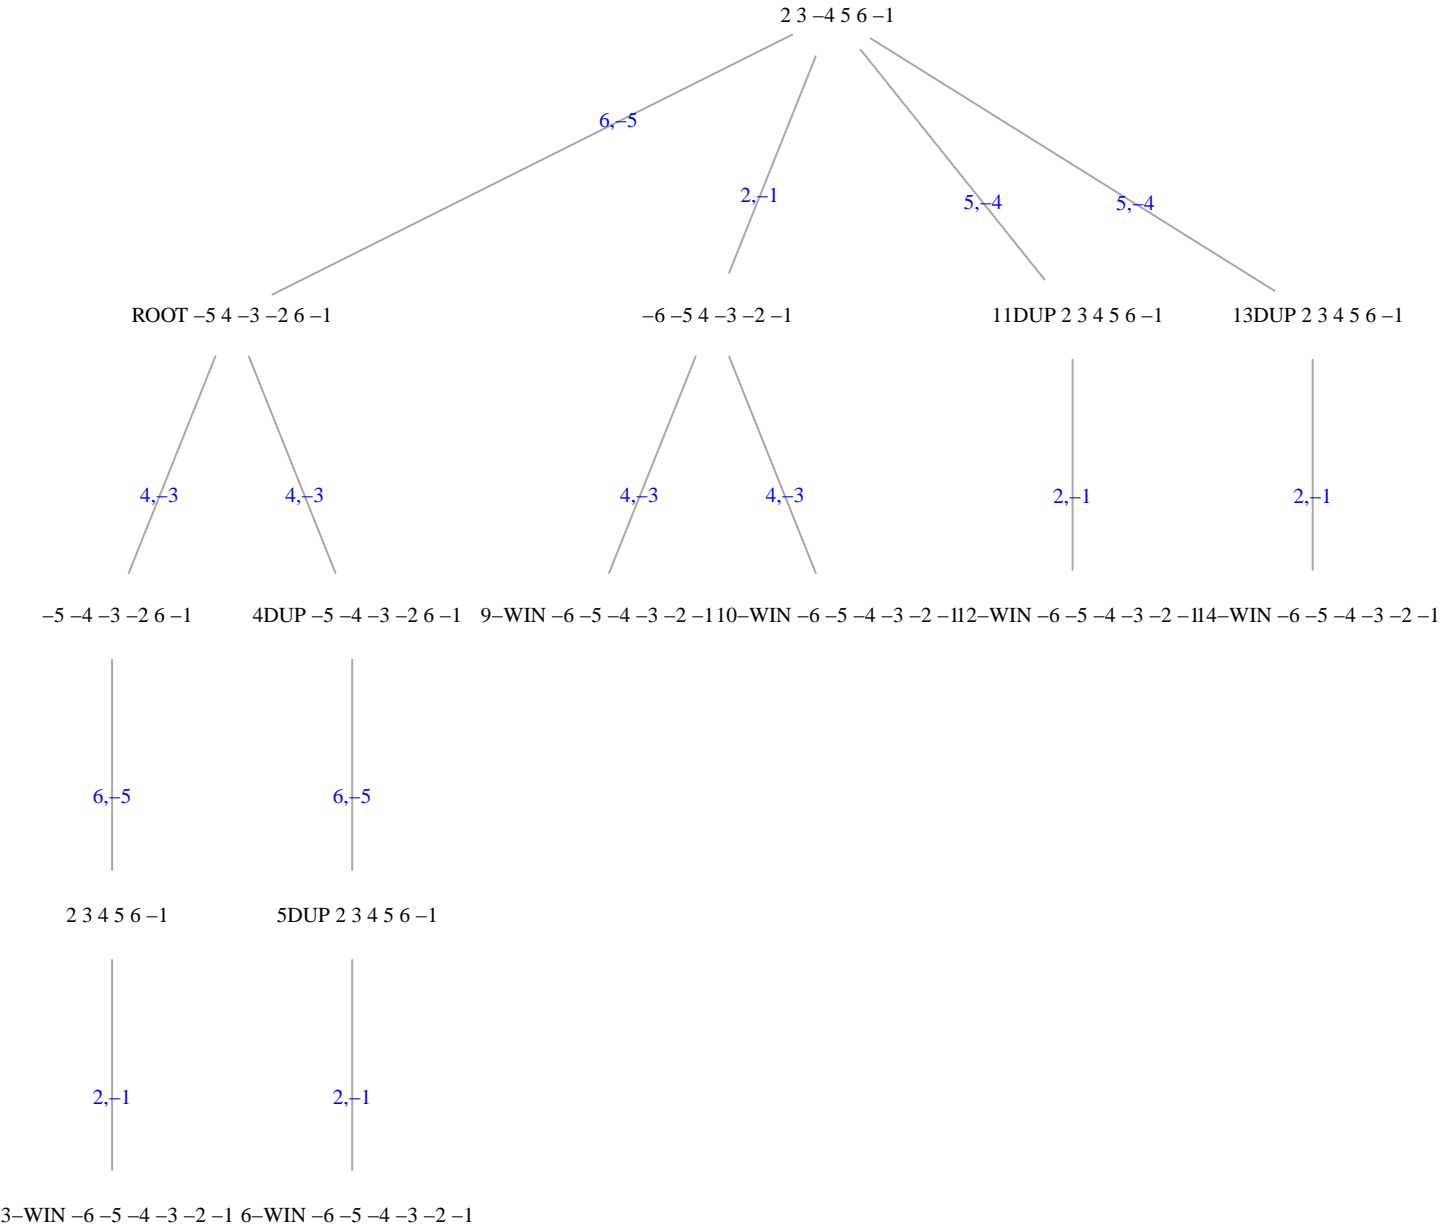 2 3 –4 5 6 –1
6,–5
2,–1
5,–4
5,–4
ROOT –5 4 –3 –2 6 –1
–6 –5 4 –3 –2 –1
11DUP 2 3 4 5 6 –1
13DUP 2 3 4 5 6 –1
4,–3
4,–3
4,–3
4,–3
2,–1
2,–1
–5 –4 –3 –2 6 –1
4DUP –5 –4 –3 –2 6 –1
9–WIN –6 –5 –4 –3 –2 –1
10–WIN –6 –5 –4 –3 –2 –1
12–WIN –6 –5 –4 –3 –2 –1
14–WIN –6 –5 –4 –3 –2 –1
6,–5
6,–5
2 3 4 5 6 –1
5DUP 2 3 4 5 6 –1
2,–1
2,–1
3–WIN –6 –5 –4 –3 –2 –1
6–WIN –6 –5 –4 –3 –2 –1